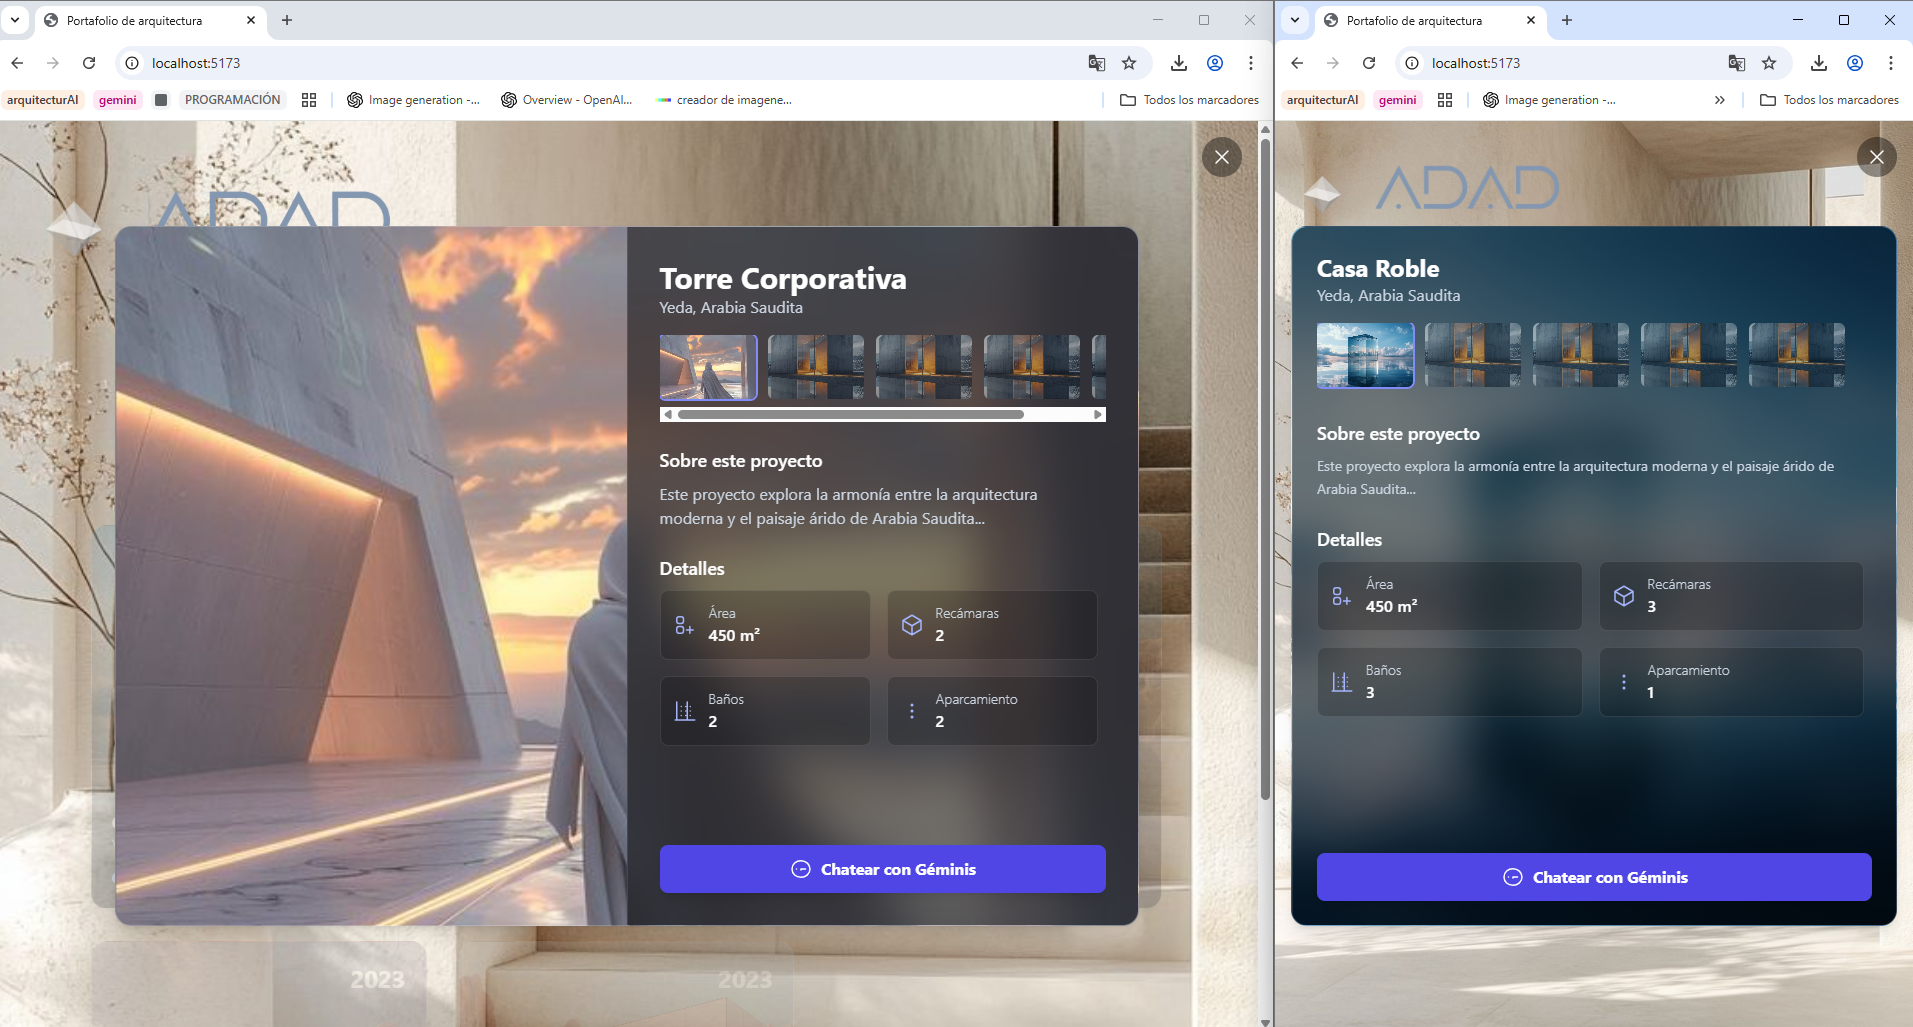 Portafolio de arquitectura
localhost:5173
arquitecturAI
gemini
PROGRAMACIÓN
Image generation -...
Overview - OpenAI...
creador de imagene...
Todos los marcadores
ADAD
Torre Corporativa
Yeda, Arabia Saudita
Sobre este proyecto
Este proyecto explora la armonía entre la arquitectura
moderna y el paisaje árido de Arabia Saudita...
Detalles
Área
450 m²
Recámaras
2
Baños
2
Aparcamiento
2
Chatear con Géminis
2023
2023
Portafolio de arquitectura
localhost:5173
arquitecturAI
gemini
Image generation -...
Todos los marcadores
ADAD
Casa Roble
Yeda, Arabia Saudita
Sobre este proyecto
Este proyecto explora la armonía entre la arquitectura moderna y el paisaje árido de
Arabia Saudita...
Detalles
Área
450 m²
Recámaras
3
Baños
3
Aparcamiento
1
Chatear con Géminis